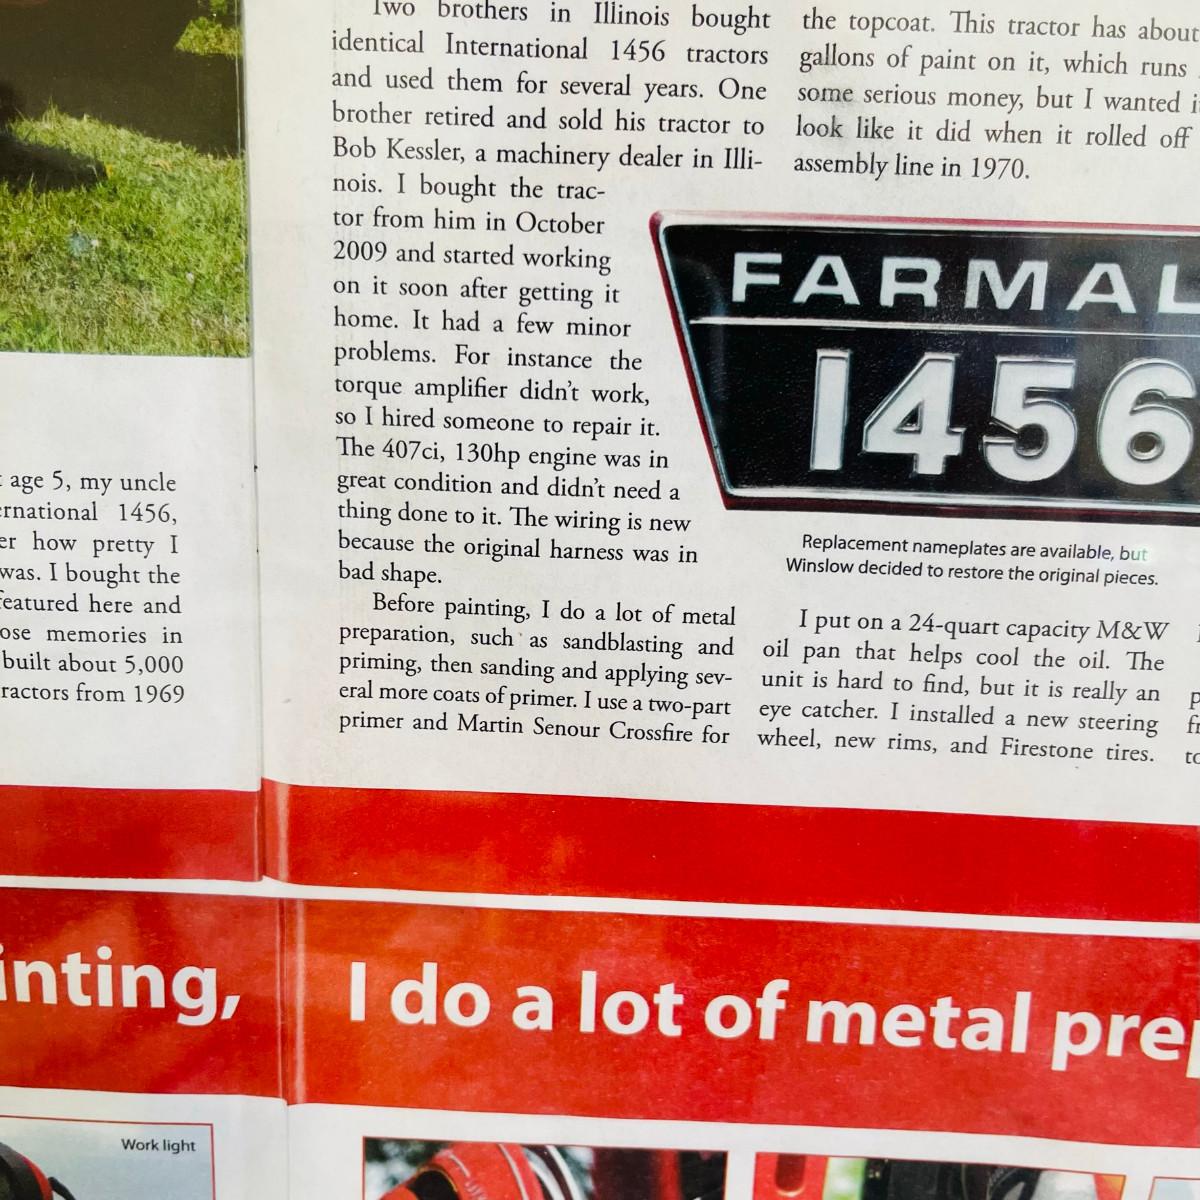 age 5, my uncle
1456,
how pretty I
was. I bought the
featured here and
memories in
built about 5,000
from 1969
Two brothers in Illinois bought
identical International 1456 tractors
and used them for several years. One
brother retired and sold his tractor to
Bob Kessler, a machinery dealer in Illi-
nois. I bought the trac-
tor from him in October
2009 and started working
on it soon after getting it
home. It had a few minor
problems. For instance the
torque amplifier didn't work,
so I hired someone to repair it.
The 407ci, 130hp engine was in
great condition and didn't need a
thing done to it. The wiring is new
because the original harness was in
bad shape.
Before painting, I do a lot of metal
preparation, such as sandblasting and
priming, then sanding and applying sev-
eral more coats of primer. I use a two-part
primer and Martin Senour Crossfire for
the topcoat. This tractor has about
gallons of paint on it, which runs
some serious money, but I wanted
look like it did when it rolled off
assembly line in 1970.
FARMAL
1456
Replacement nameplates are available, but
Winslow decided to restore the original pieces.
I put on a 24-quart capacity M&W
oil pan that helps cool the oil. The
unit is hard to find, but it is really an
eye catcher. I installed a new steering
wheel, new rims, and Firestone tires.
inting, I do a lot of metal prep
Work light